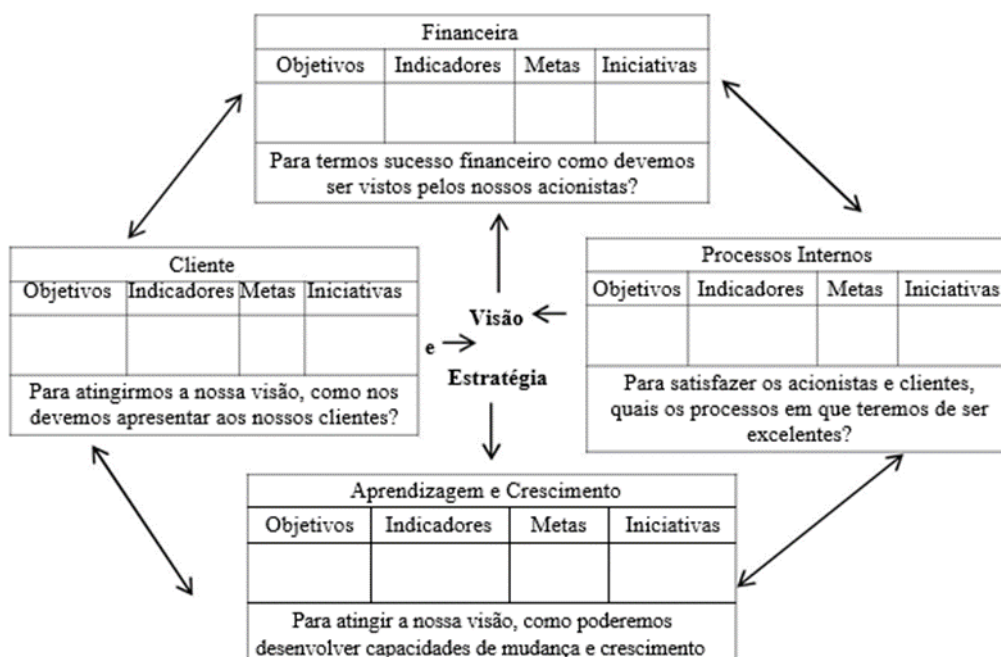 Financeira
Objetivos Indicadores Metas Iniciativas
Para termos sucesso financeiro como devemos
ser vistos pelos nossos acionistas?
Cliente
Objetivos Indicadores Metas Iniciativas
Para atingirmos a nossa visão, como nos
devemos apresentar aos nossos clientes?
Visão
e
Estratégia
Processos Internos
Objetivos Indicadores Metas Iniciativas
Para satisfazer os acionistas e clientes,
quais os processos em que teremos de ser
excelentes?
Aprendizagem e Crescimento
Objetivos Indicadores Metas Iniciativas
Para atingir a nossa visão, como poderemos
desenvolver capacidades de mudança e crescimento